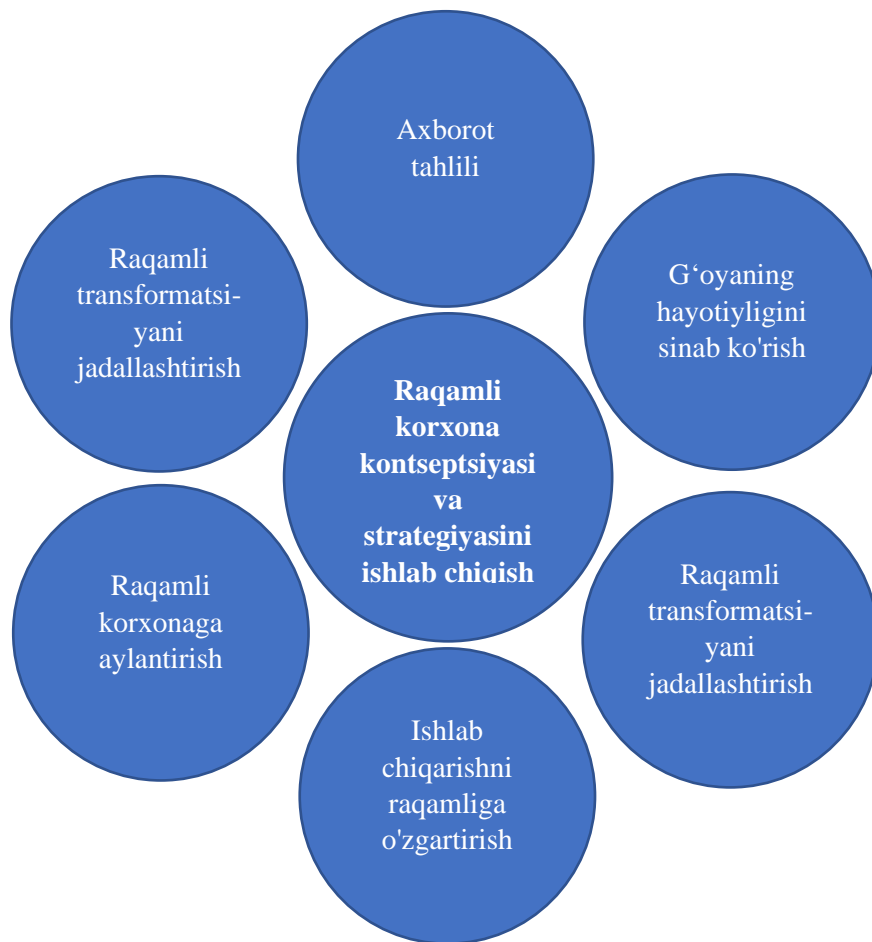 Axborot
tahlili
Raqamli
transformatsi-
yani
jadallashtirish
G‘oyaning
hayotiyligini
sinab ko'rish
Raqamli
korxona
kontseptsiyasi
va
strategiyasini
ishlab chiqish
Raqamli
korxonaga
aylantirish
Raqamli
transformatsi-
yani
jadallashtirish
Ishlab
chiqarishni
raqamliga
o'zgartirish